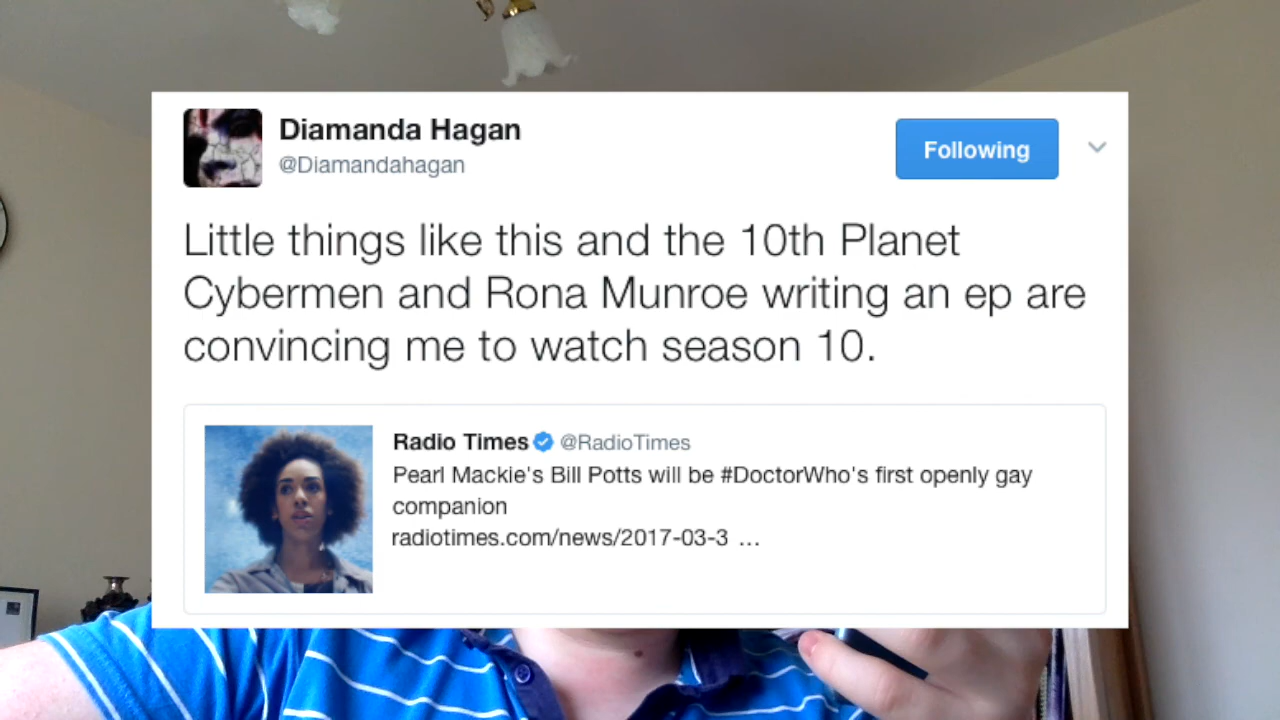 Diamanda Hagan
@Diamandahagan
Following
Little things like this and the 10th Planet
Cybermen and Rona Munroe writing an ep are
convincing me to watch season 10.
Radio Times @RadioTimes
Pearl Mackie's Bill Potts will be #DoctorWho's first openly gay
companion
radiotimes.com/news/2017-03-3 ...